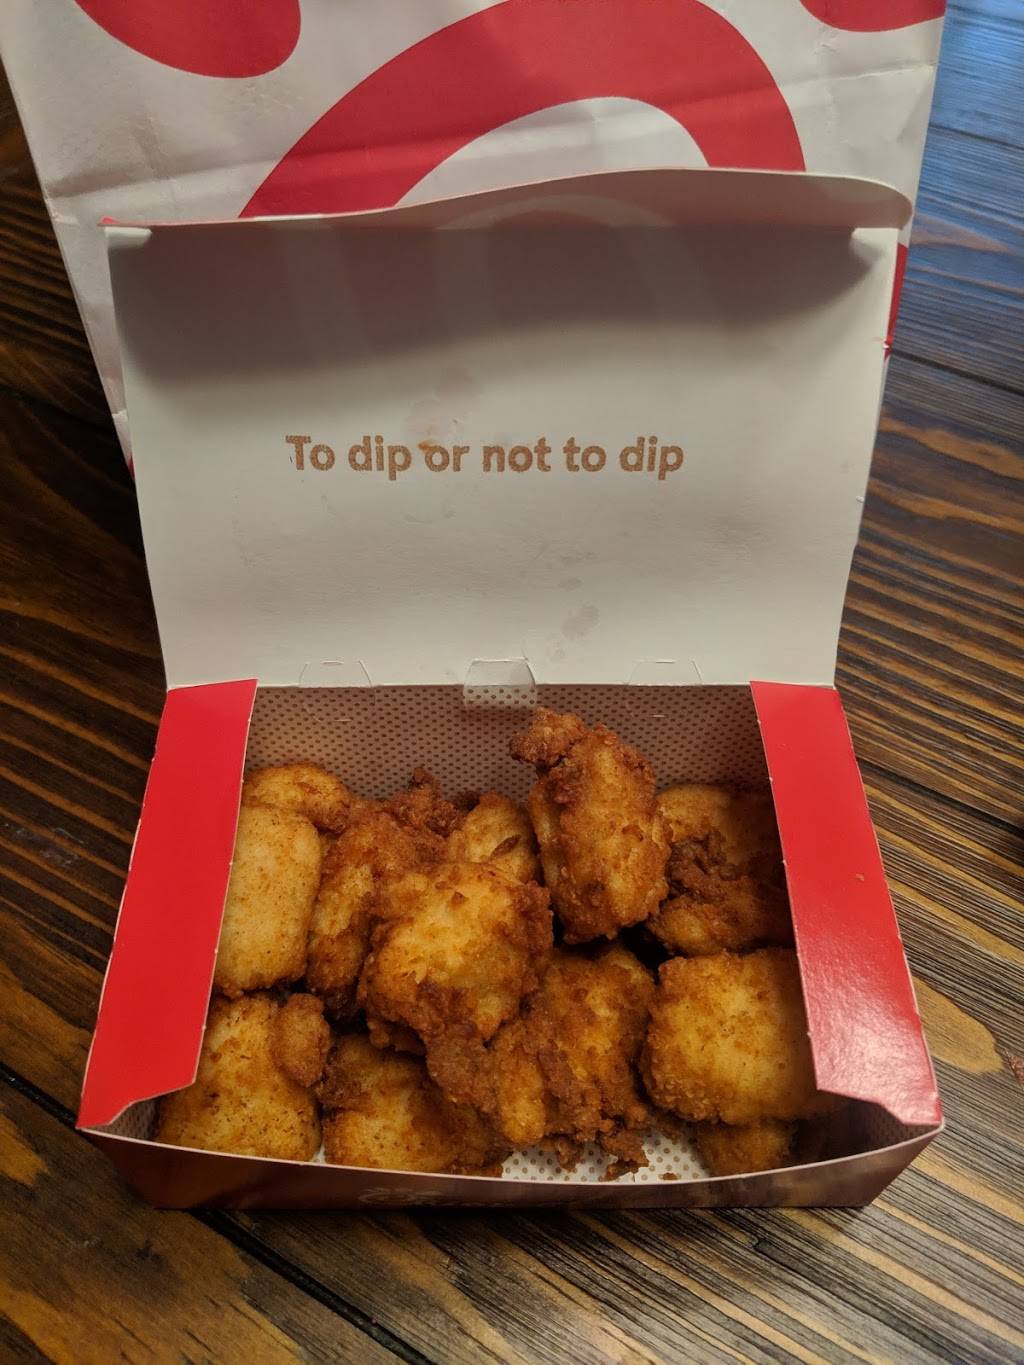 To dip or not to dip